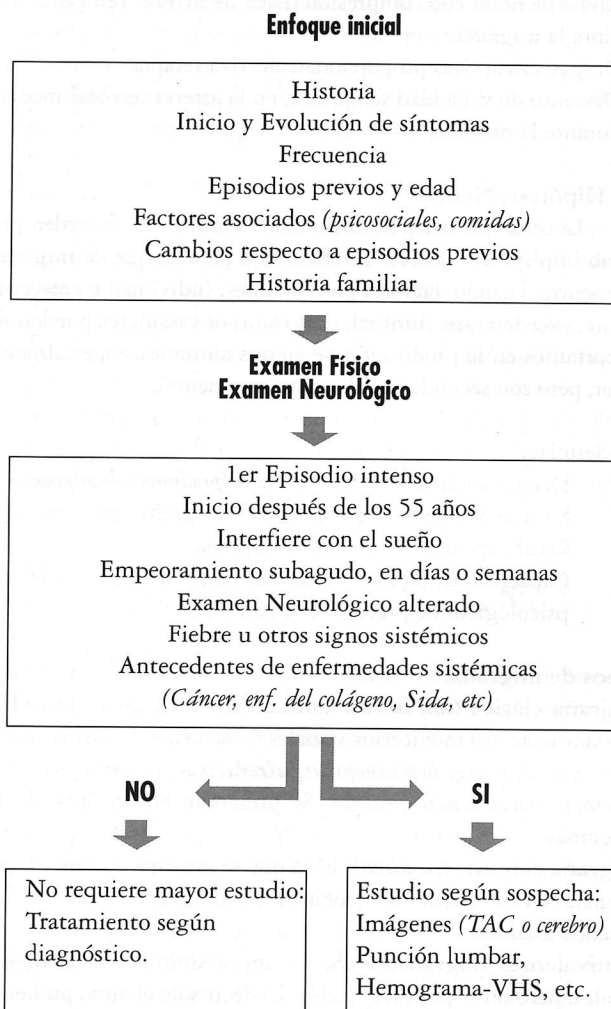 Enfoque inicial
Historia
Inicio y Evolución de síntomas
Frecuencia
Episodios previos y edad
Factores asociados (psicosociales, comidas)
Cambios respecto a episodios previos
Historia familiar
Examen Físico
Examen Neurológico
1er Episodio intenso
Inicio después de los 55 años
Interfiere con el sueño
Empeoramiento subagudo, en días o semanas
Examen Neurológico alterado
Fiebre u otros signos sistémicos
Antecedentes de enfermedades sistémicas
(Cáncer, enf. del colágeno, Sida, etc)
NO
No requiere mayor estudio:
Tratamiento según
diagnóstico.
SI
Estudio según sospecha:
Imágenes (TAC o cerebro)
Punción lumbar,
Hemograma-VHS, etc.